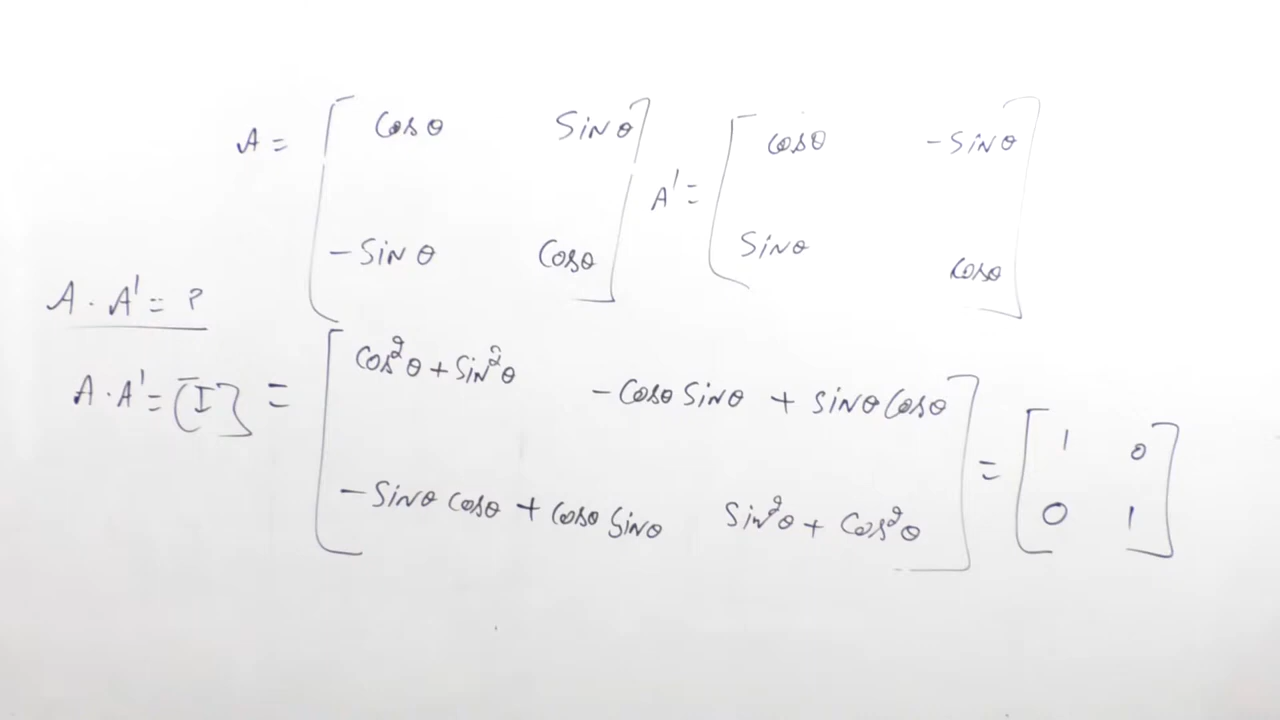 A = [ Cosθ Sinθ ] A' = [ Cosθ -Sinθ ]
[ -Sinθ Cosθ ] [ Sinθ Cosθ ]
A · A' = ?
A · A' = [I] = [ Cos²θ + Sin²θ -Cosθ Sinθ + Sinθ Cosθ ] = [ 1 0 ]
[ -Sinθ Cosθ + Cosθ Sinθ Sin²θ + Cos²θ ] [ 0 1 ]